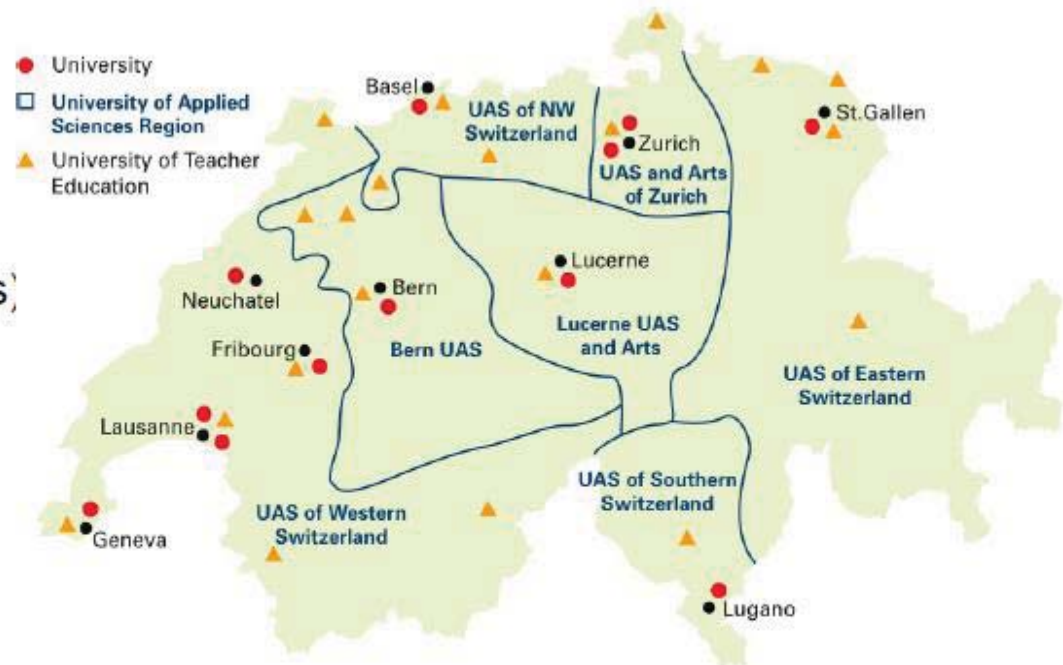 University
University of Applied
Sciences Region
University of Teacher
Education
S)
Basel
UAS of NW
Switzerland
Zurich
UAS and Arts
of Zurich
St.Gallen
Neuchatel
Bern
Lucerne
Fribourg
Bern UAS
Lucerne UAS
and Arts
UAS of Eastern
Switzerland
Lausanne
UAS of Southern
Switzerland
UAS of Western
Switzerland
Geneva
Lugano